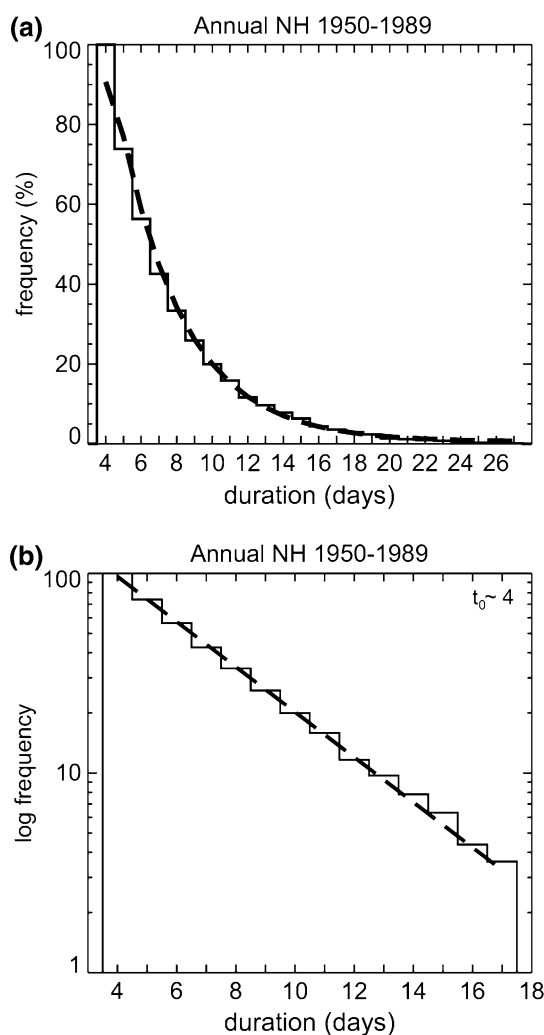 (a)
Annual NH 1950-1989
100
80
60
40
20
0
frequency (%)
4 6 8 10 12 14 16 18 20 22 24 26
duration (days)
(b)
Annual NH 1950-1989
t0~ 4
100
10
1
log frequency
4 6 8 10 12 14 16 18
duration (days)